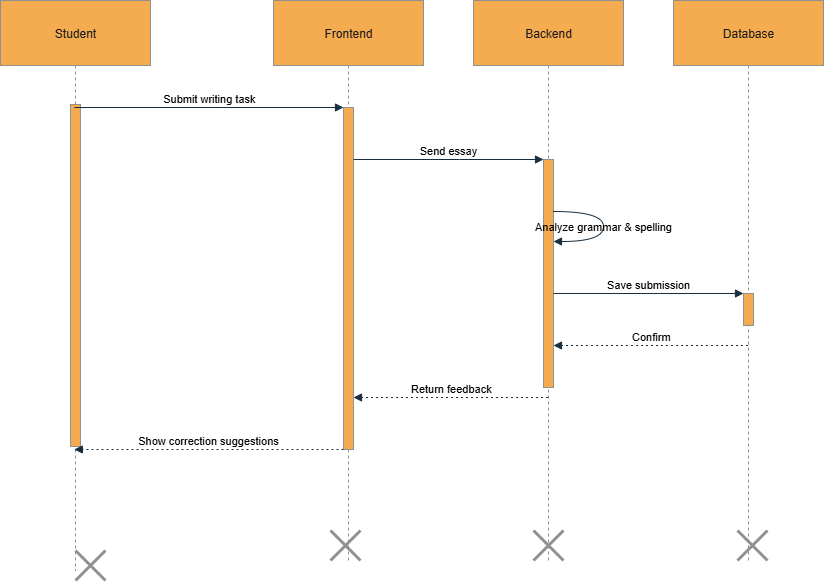 Student
Frontend
Backend
Database
Submit writing task
Send essay
Analyze grammar & spelling
Save submission
Confirm
Return feedback
Show correction suggestions